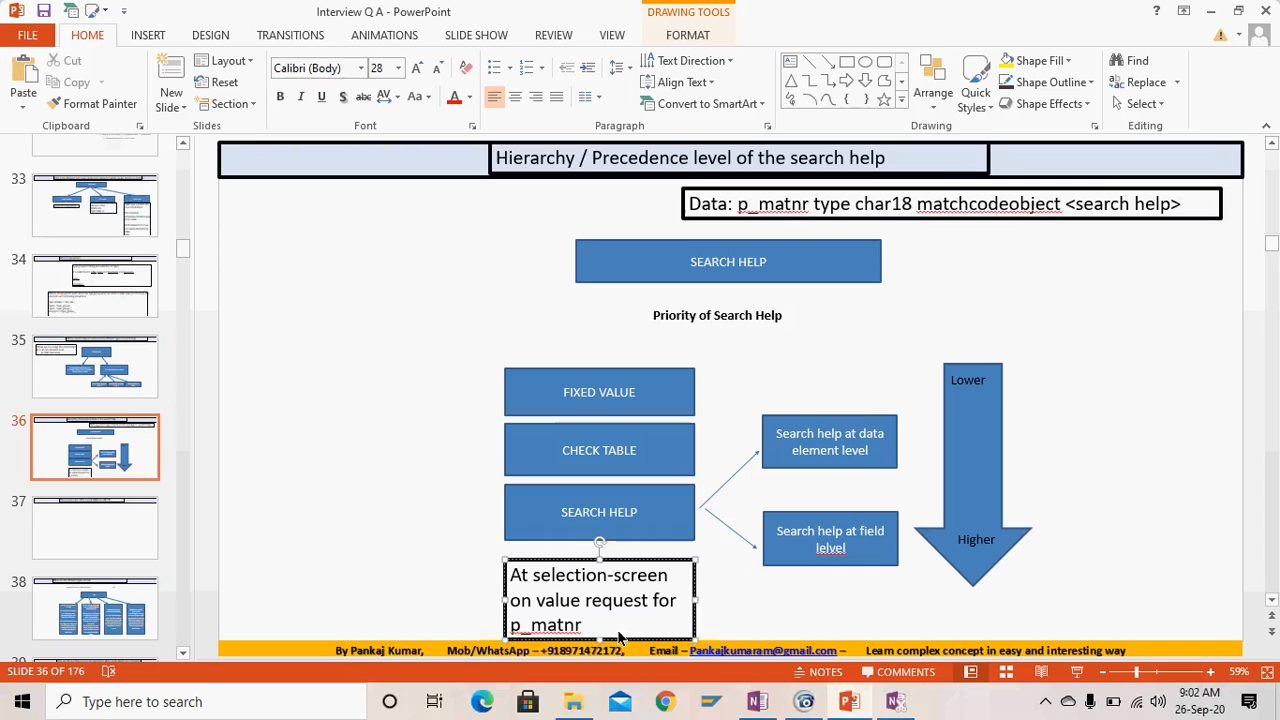 Interview Q A - PowerPoint
DRAWING TOOLS
FILE HOME INSERT DESIGN TRANSITIONS ANIMATIONS SLIDE SHOW REVIEW VIEW FORMAT
Paste
Cut
Copy
Format Painter
Clipboard
New
Slide
Layout
Reset
Section
Slides
Calibri (Body) 28
Font
Text Direction
Align Text
Convert to SmartArt
Paragraph
Arrange
Quick
Styles
Shape Fill
Shape Outline
Shape Effects
Drawing
Find
Replace
Select
Editing
33
34
35
36
37
38
Hierarchy / Precedence level of the search help
Data: p_matnr type char18 matchcodeobject <search help>
SEARCH HELP
Priority of Search Help
FIXED VALUE
CHECK TABLE
SEARCH HELP
Search help at data
element level
Search help at field
lelvel
Lower
Higher
At selection-screen
on value request for
p_matnr
By Pankaj Kumar, Mob/WhatsApp – +918971472172, Email – Pankajkumaram@gmail.com – Learn complex concept in easy and interesting way
SLIDE 36 OF 176
NOTES COMMENTS 59%
Type here to search
9:02 AM
26-Sep-20